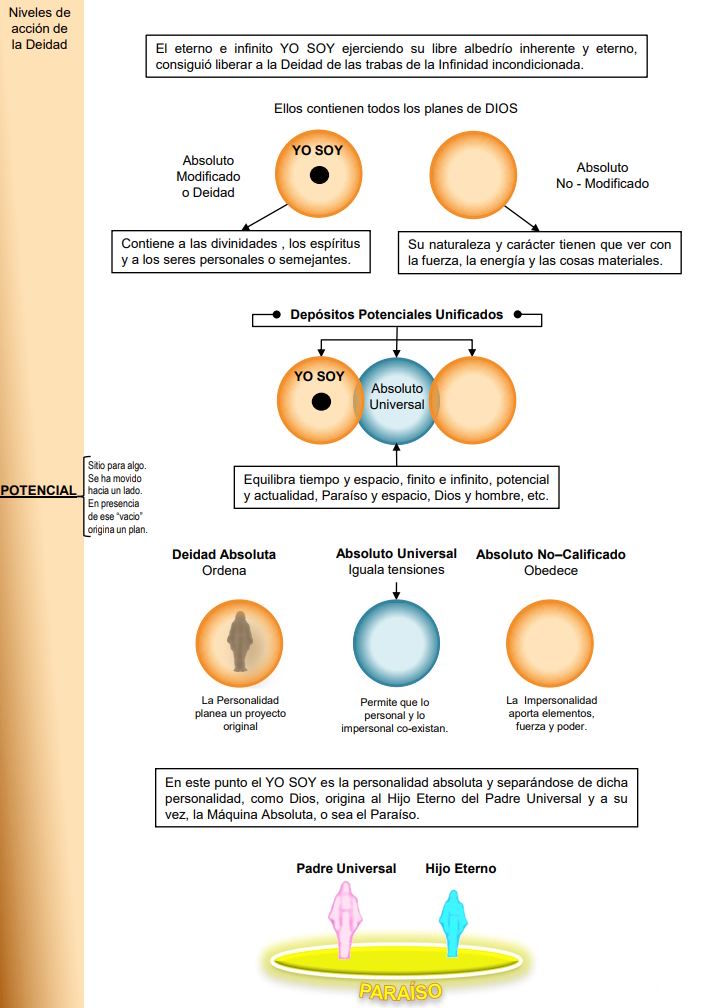 Niveles de
acción de
la Deidad
El eterno e infinito YO SOY ejerciendo su libre albedrío inherente y eterno,
consiguió liberar a la Deidad de las trabas de la Infinidad incondicionada.
Ellos contienen todos los planes de DIOS
Absoluto
Modificado
o Deidad
YO SOY
Absoluto
No - Modificado
Contiene a las divinidades , los espíritus
y a los seres personales o semejantes.
Su naturaleza y carácter tienen que ver con
la fuerza, la energía y las cosas materiales.
Depósitos Potenciales Unificados
YO SOY
Absoluto
Universal
POTENCIAL
Sitio para algo.
Se ha movido
hacia un lado.
En presencia
de ese “vacio”
origina un plan.
Equilibra tiempo y espacio, finito e infinito, potencial
y actualidad, Paraíso y espacio, Dios y hombre, etc.
Deidad Absoluta
Ordena
Absoluto Universal
Iguala tensiones
Absoluto No–Calificado
Obedece
La Personalidad
planea un proyecto
original
Permite que lo
personal y lo
impersonal co-existan.
La Impersonalidad
aporta elementos,
fuerza y poder.
En este punto el YO SOY es la personalidad absoluta y separándose de dicha
personalidad, como Dios, origina al Hijo Eterno del Padre Universal y a su
vez, la Máquina Absoluta, o sea el Paraíso.
Padre Universal
Hijo Eterno
PARAÍSO